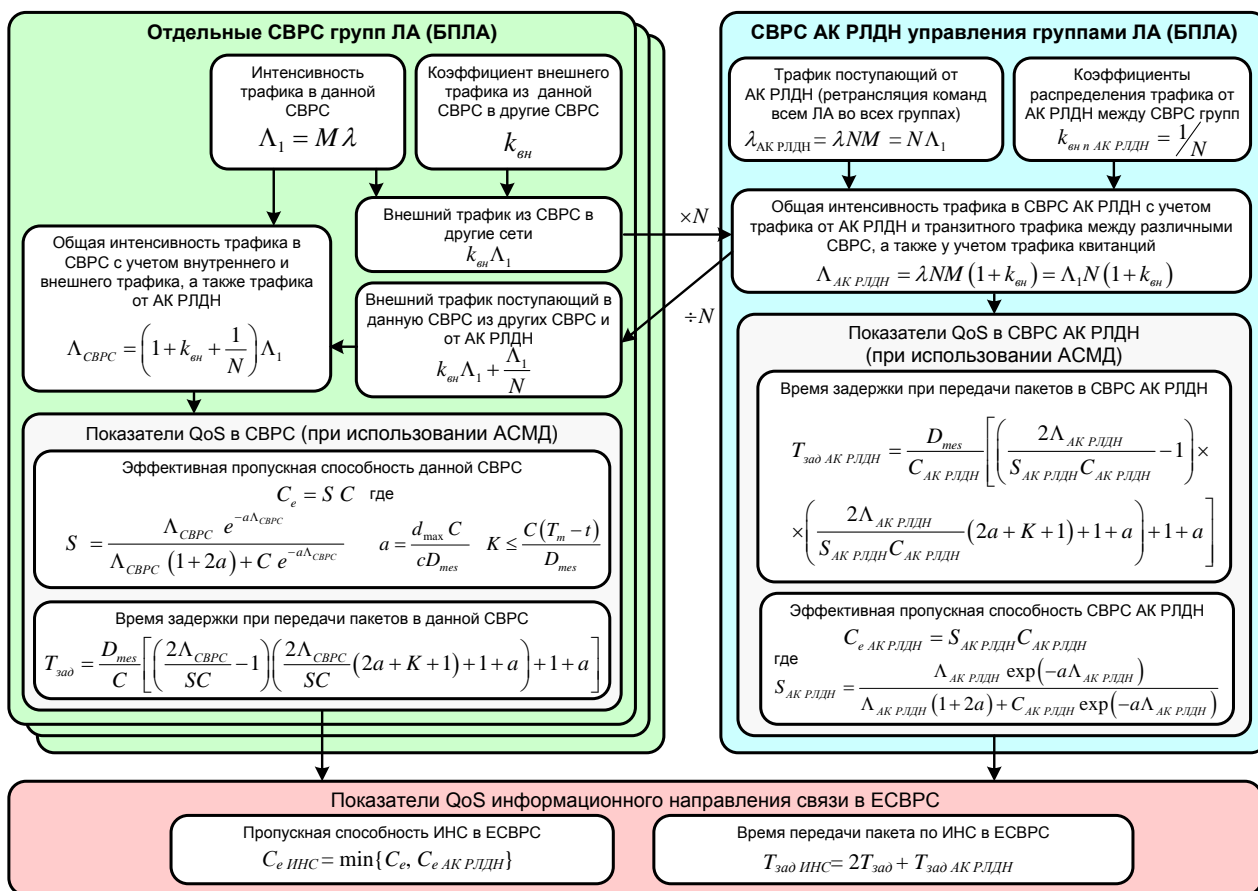 Отдельные СВРС групп ЛА (БПЛА)
Интенсивность
трафика в данной
СВРС
Λ₁ = M λ
Коэффициент внешнего
трафика из данной
СВРС в другие СВРС
k_вн
Внешний трафик из СВРС в
другие сети
k_вн Λ₁
Общая интенсивность трафика в
СВРС с учетом внутреннего и
внешнего трафика, а также трафика
от АК РЛДН
Λ_СВРС = (1 + k_вн + 1/N) Λ₁
Внешний трафик поступающий в
данную СВРС из других СВРС и
от АК РЛДН
k_вн Λ₁ + Λ₁/N
Показатели QoS в СВРС (при использовании АСМД)
Эффективная пропускная способность данной СВРС
C_e = S C где
S = Λ_СВРС e^(−aΛ_СВРС) / (Λ_СВРС (1 + 2a) + C e^(−aΛ_СВРС)) a = d_max C / (c D_mes) K ≤ C(T_m − t) / D_mes
Время задержки при передачи пакетов в данной СВРС
T_зад = D_mes/C [(2Λ_СВРС/SC − 1)(2Λ_СВРС/SC (2a + K + 1) + 1 + a) + 1 + a]
×N
÷N
СВРС АК РЛДН управления группами ЛА (БПЛА)
Трафик поступающий от
АК РЛДН (ретрансляция команд
всем ЛА во всех группах)
λ_АК РЛДН = λNM = NΛ₁
Коэффициенты
распределения трафика от
АК РЛДН между СВРС групп
k_вн n АК РЛДН = 1/N
Общая интенсивность трафика в СВРС АК РЛДН с учетом
трафика от АК РЛДН и транзитного трафика между различными
СВРС, а также у учетом трафика квитанций
Λ_АК РЛДН = λNM (1 + k_вн) = Λ₁N (1 + k_вн)
Показатели QoS в СВРС АК РЛДН
(при использовании АСМД)
Время задержки при передачи пакетов в СВРС АК РЛДН
T_зад АК РЛДН = D_mes/C_АК РЛДН [(2Λ_АК РЛДН / (S_АК РЛДН C_АК РЛДН) − 1) ×
× (2Λ_АК РЛДН / (S_АК РЛДН C_АК РЛДН) (2a + K + 1) + 1 + a) + 1 + a]
Эффективная пропускная способность СВРС АК РЛДН
C_e АК РЛДН = S_АК РЛДН C_АК РЛДН
где
S_АК РЛДН = Λ_АК РЛДН exp(−aΛ_АК РЛДН) / (Λ_АК РЛДН (1 + 2a) + C_АК РЛДН exp(−aΛ_АК РЛДН))
Показатели QoS информационного направления связи в ЕСВРС
Пропускная способность ИНС в ЕСВРС
C_e ИНС = min{C_e, C_e АК РЛДН}
Время передачи пакета по ИНС в ЕСВРС
T_зад ИНС = 2T_зад + T_зад АК РЛДН